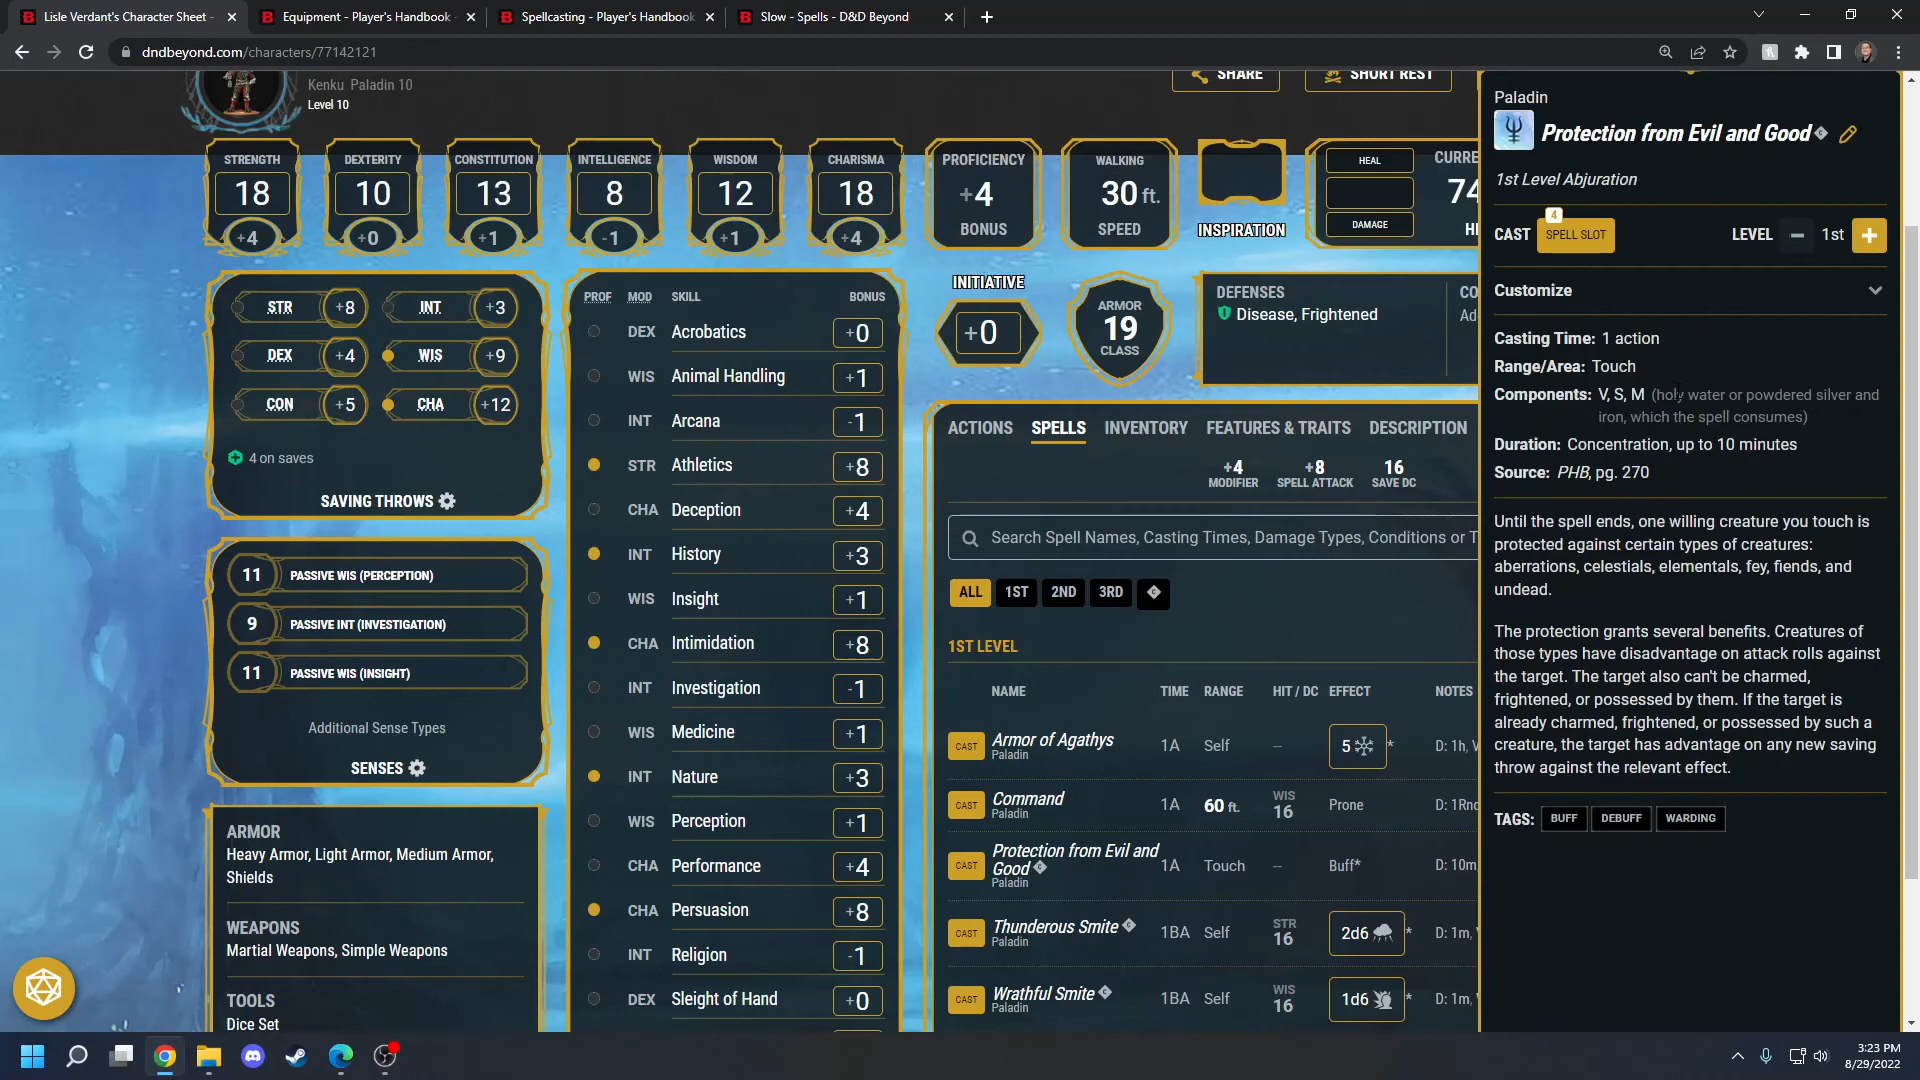 Lisle Verdant's Character Sheet -
Equipment - Player's Handbook -
Spellcasting - Player's Handbook
Slow - Spells - D&D Beyond
dndbeyond.com/characters/77142121
Kenku Paladin 10
Level 10
SHARE
SHORT REST
STRENGTH
18
+4
DEXTERITY
10
+0
CONSTITUTION
13
+1
INTELLIGENCE
8
-1
WISDOM
12
+1
CHARISMA
18
+4
PROFICIENCY
+4
BONUS
WALKING
30 ft.
SPEED
INSPIRATION
HEAL
DAMAGE
CURRE
74
HI
STR +8
INT +3
DEX +4
WIS +9
CON +5
CHA +12
4 on saves
SAVING THROWS
11 PASSIVE WIS (PERCEPTION)
9 PASSIVE INT (INVESTIGATION)
11 PASSIVE WIS (INSIGHT)
Additional Sense Types
SENSES
ARMOR
Heavy Armor, Light Armor, Medium Armor,
Shields
WEAPONS
Martial Weapons, Simple Weapons
TOOLS
Dice Set
PROF MOD SKILL BONUS
DEX Acrobatics +0
WIS Animal Handling +1
INT Arcana -1
STR Athletics +8
CHA Deception +4
INT History +3
WIS Insight +1
CHA Intimidation +8
INT Investigation -1
WIS Medicine +1
INT Nature +3
WIS Perception +1
CHA Performance +4
CHA Persuasion +8
INT Religion -1
DEX Sleight of Hand +0
INITIATIVE
+0
ARMOR
19
CLASS
DEFENSES
Disease, Frightened
CO
Ad
ACTIONS SPELLS INVENTORY FEATURES & TRAITS DESCRIPTION
+4
MODIFIER
+8
SPELL ATTACK
16
SAVE DC
Search Spell Names, Casting Times, Damage Types, Conditions or T
ALL 1ST 2ND 3RD
1ST LEVEL
NAME TIME RANGE HIT / DC EFFECT NOTES
CAST Armor of Agathys 1A Self -- 5 * D: 1h, V
Paladin
CAST Command 1A 60 ft. WIS 16 Prone D: 1Rnd
Paladin
CAST Protection from Evil and
Good 1A Touch -- Buff* D: 10m,
Paladin
CAST Thunderous Smite 1BA Self STR 16 2d6 * D: 1m, V
Paladin
CAST Wrathful Smite 1BA Self WIS 16 1d6 * D: 1m, V
Paladin
Paladin
Protection from Evil and Good
1st Level Abjuration
CAST 4 SPELL SLOT LEVEL − 1st +
Customize
Casting Time: 1 action
Range/Area: Touch
Components: V, S, M (holy water or powdered silver and
iron, which the spell consumes)
Duration: Concentration, up to 10 minutes
Source: PHB, pg. 270
Until the spell ends, one willing creature you touch is
protected against certain types of creatures:
aberrations, celestials, elementals, fey, fiends, and
undead.
The protection grants several benefits. Creatures of
those types have disadvantage on attack rolls against
the target. The target also can't be charmed,
frightened, or possessed by them. If the target is
already charmed, frightened, or possessed by such a
creature, the target has advantage on any new saving
throw against the relevant effect.
TAGS: BUFF DEBUFF WARDING
3:23 PM
8/29/2022